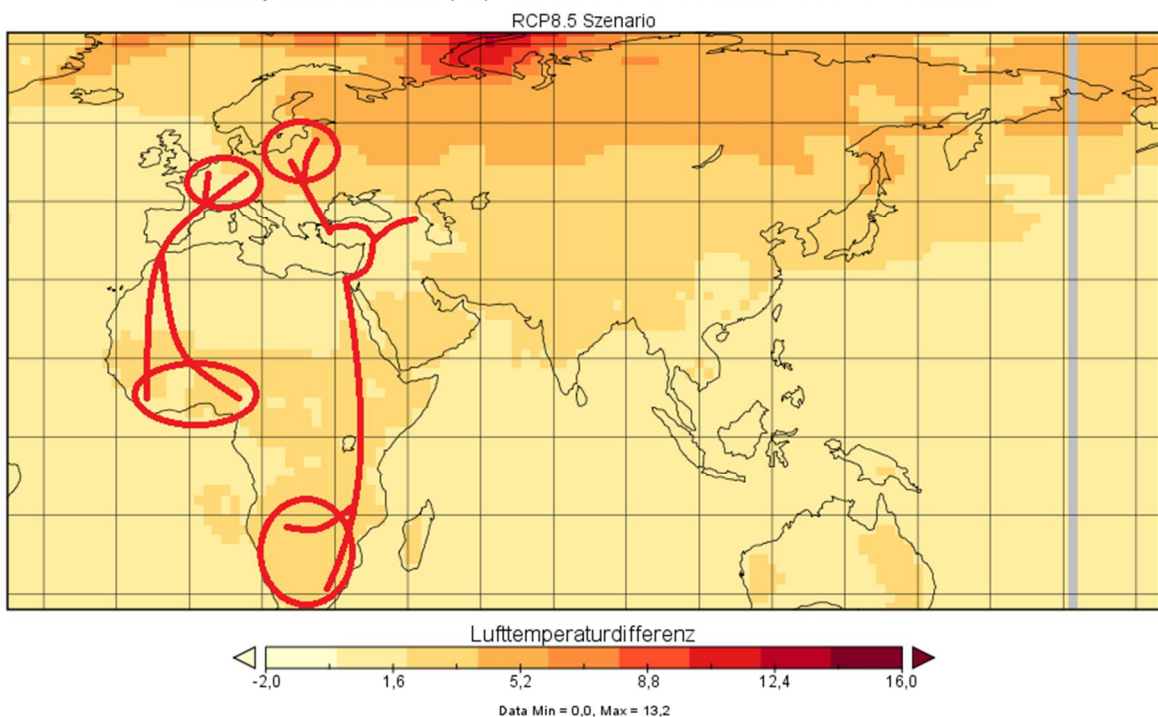 RCP8.5 Szenario
Lufttemperaturdifferenz
-2,0 1,6 5,2 8,8 12,4 16,0
Data Min = 0,0, Max = 13,2